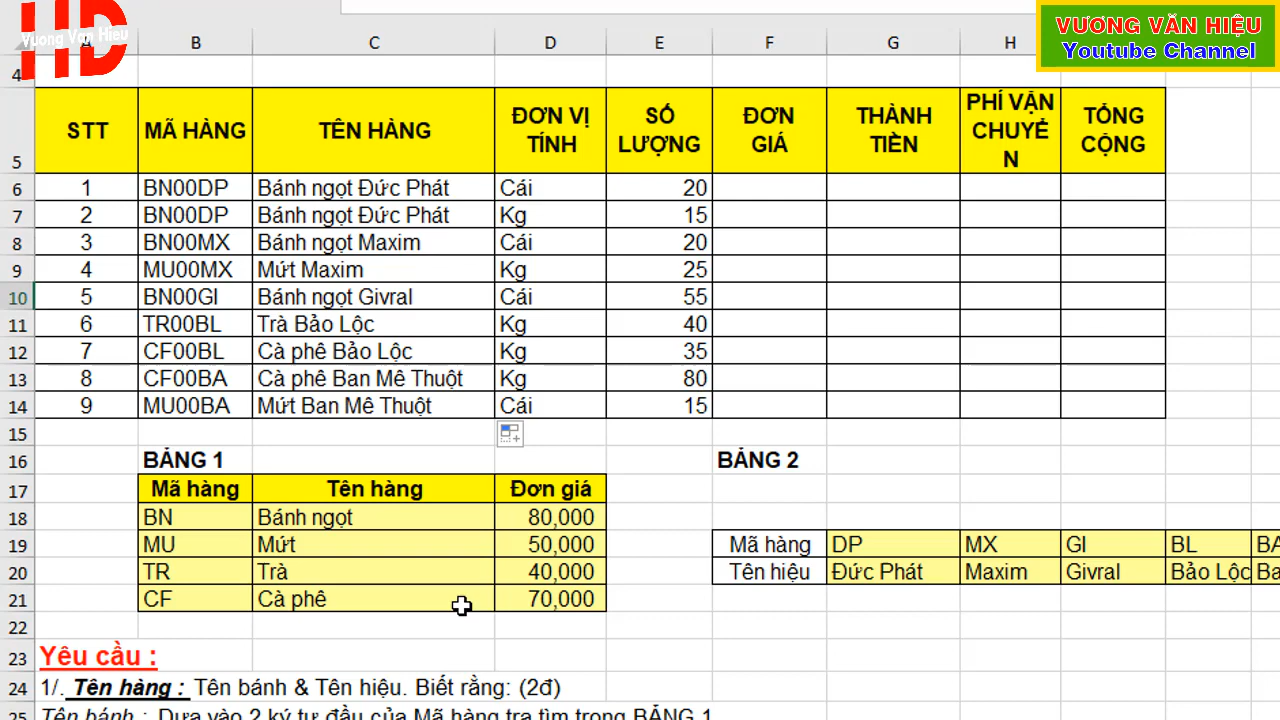 HD
Vuong Van Hieu
VƯƠNG VĂN HIỆU
Youtube Channel
A B C D E F G H
4
5 STT MÃ HÀNG TÊN HÀNG ĐƠN VỊ TÍNH SỐ LƯỢNG ĐƠN GIÁ THÀNH TIỀN PHÍ VẬN CHUYỂN TỔNG CỘNG
6 1 BN00DP Bánh ngọt Đức Phát Cái 20
7 2 BN00DP Bánh ngọt Đức Phát Kg 15
8 3 BN00MX Bánh ngọt Maxim Cái 20
9 4 MU00MX Mứt Maxim Kg 25
10 5 BN00GI Bánh ngọt Givral Cái 55
11 6 TR00BL Trà Bảo Lộc Kg 40
12 7 CF00BL Cà phê Bảo Lộc Kg 35
13 8 CF00BA Cà phê Ban Mê Thuột Kg 80
14 9 MU00BA Mứt Ban Mê Thuột Cái 15
15
16 BẢNG 1 BẢNG 2
17 Mã hàng Tên hàng Đơn giá
18 BN Bánh ngọt 80,000
19 MU Mứt 50,000 Mã hàng DP MX GI BL BA
20 TR Trà 40,000 Tên hiệu Đức Phát Maxim Givral Bảo Lộc Ba
21 CF Cà phê 70,000
22
23 Yêu cầu :
24 1/. Tên hàng : Tên bánh & Tên hiệu. Biết rằng: (2đ)
25 Tên bánh : Dựa vào 2 ký tự đầu của Mã hàng tra tìm trong BẢNG 1